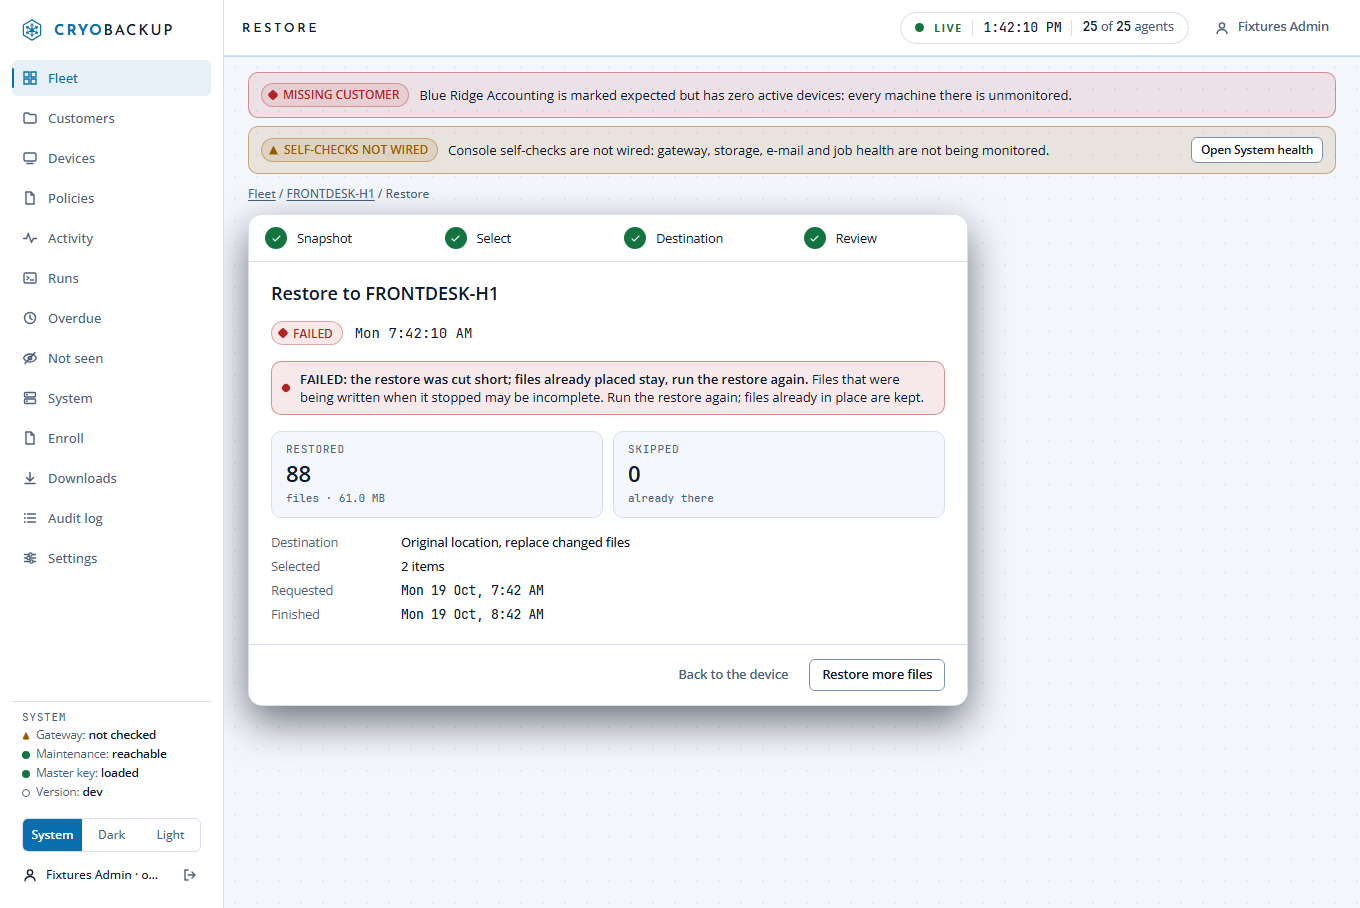 CRYOBACKUP
RESTORE
LIVE 1:42:10 PM 25 of 25 agents
Fixtures Admin
Fleet
Customers
Devices
Policies
Activity
Runs
Overdue
Not seen
System
Enroll
Downloads
Audit log
Settings
SYSTEM
Gateway: not checked
Maintenance: reachable
Master key: loaded
Version: dev
System Dark Light
Fixtures Admin · o...
MISSING CUSTOMER Blue Ridge Accounting is marked expected but has zero active devices: every machine there is unmonitored.
SELF-CHECKS NOT WIRED Console self-checks are not wired: gateway, storage, e-mail and job health are not being monitored. Open System health
Fleet / FRONTDESK-H1 / Restore
Snapshot Select Destination Review
Restore to FRONTDESK-H1
FAILED Mon 7:42:10 AM
FAILED: the restore was cut short; files already placed stay, run the restore again. Files that were
being written when it stopped may be incomplete. Run the restore again; files already in place are kept.
RESTORED
88
files · 61.0 MB
SKIPPED
0
already there
Destination Original location, replace changed files
Selected 2 items
Requested Mon 19 Oct, 7:42 AM
Finished Mon 19 Oct, 8:42 AM
Back to the device Restore more files